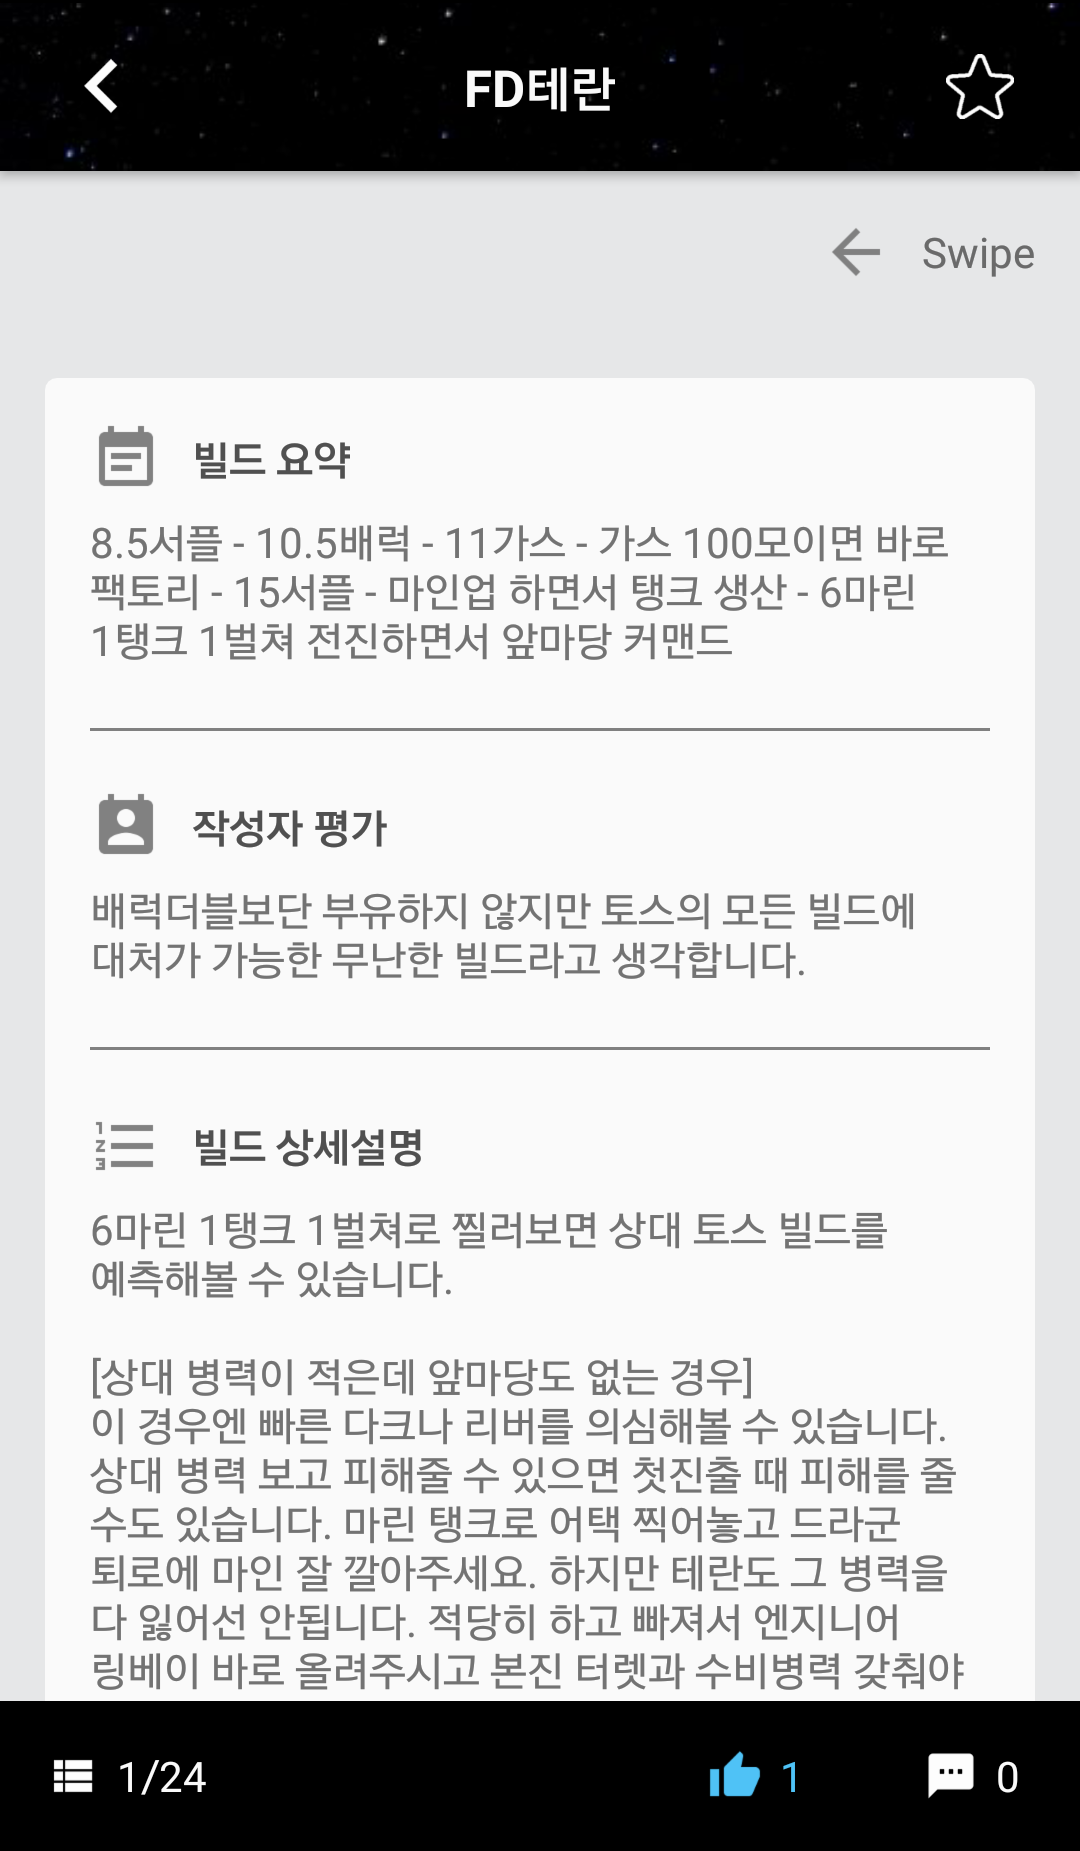 FD테란
Swipe
빌드 요약
8.5서플 - 10.5배럭 - 11가스 - 가스 100모이면 바로
팩토리 - 15서플 - 마인업 하면서 탱크 생산 - 6마린
1탱크 1벌쳐 전진하면서 앞마당 커맨드
작성자 평가
배럭더블보단 부유하지 않지만 토스의 모든 빌드에
대처가 가능한 무난한 빌드라고 생각합니다.
빌드 상세설명
6마린 1탱크 1벌쳐로 찔러보면 상대 토스 빌드를
예측해볼 수 있습니다.
[상대 병력이 적은데 앞마당도 없는 경우]
이 경우엔 빠른 다크나 리버를 의심해볼 수 있습니다.
상대 병력 보고 피해줄 수 있으면 첫진출 때 피해를 줄
수도 있습니다. 마린 탱크로 어택 찍어놓고 드라군
퇴로에 마인 잘 깔아주세요. 하지만 테란도 그 병력을
다 잃어선 안됩니다. 적당히 하고 빠져서 엔지니어
링베이 바로 올려주시고 본진 터렛과 수비병력 갖춰야
1/24
1
0